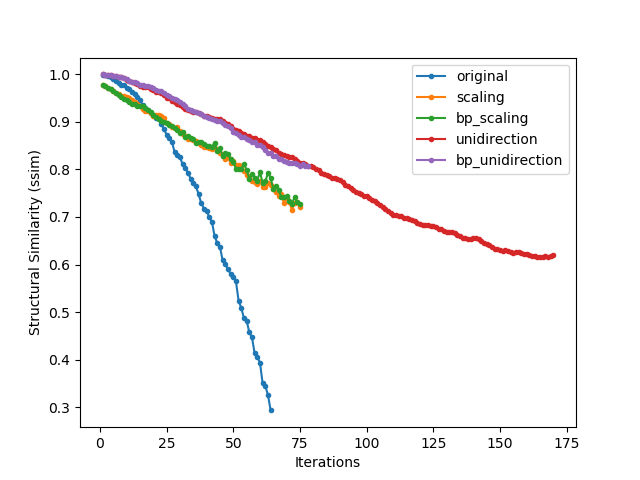 original
scaling
bp_scaling
unidirection
bp_unidirection
1.0
0.9
0.8
0.7
0.6
0.5
0.4
0.3
Structural Similarity (ssim)
0 25 50 75 100 125 150 175
Iterations